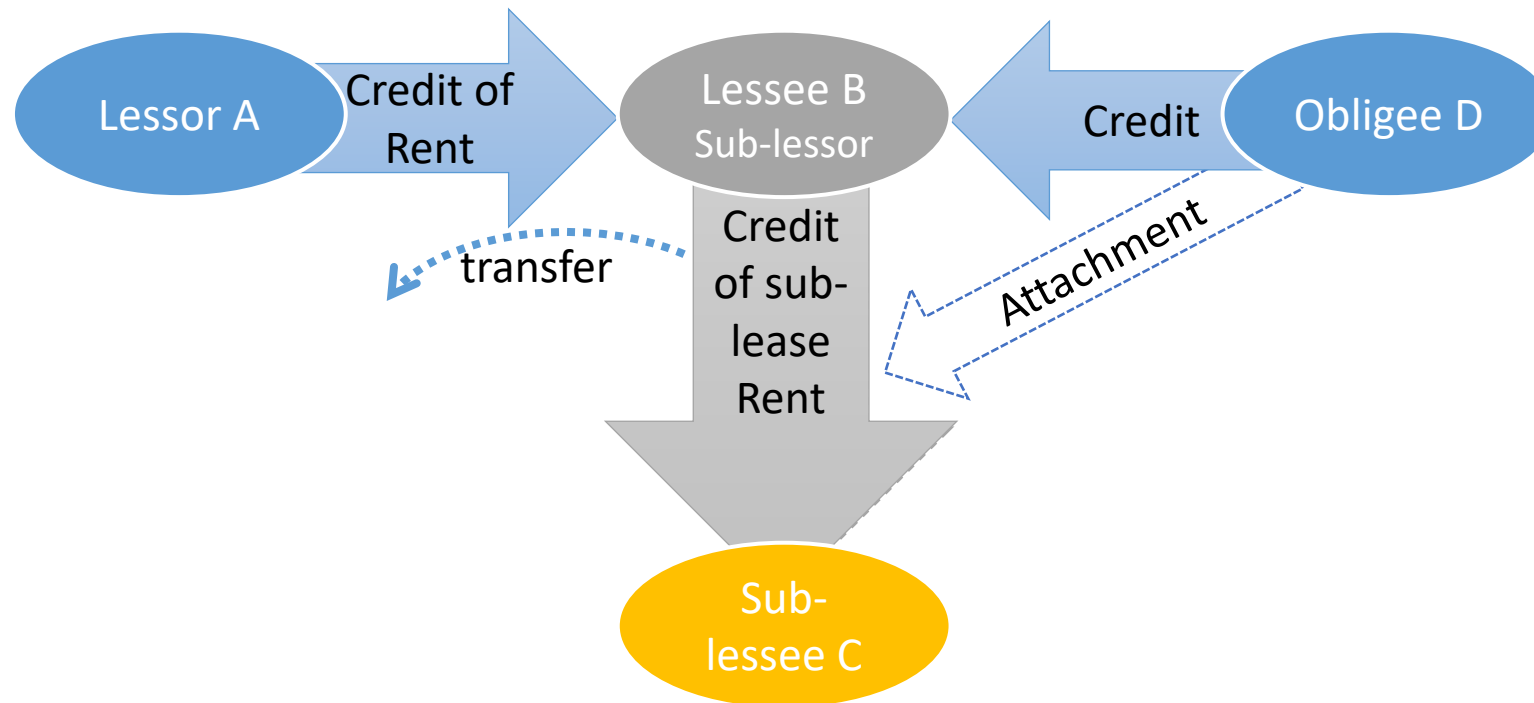 Lessor A
Credit of
Rent
Lessee B
Sub-lessor
Credit
Obligee D
transfer
Credit
of sub-
lease
Rent
Attachment
Sub-
lessee C